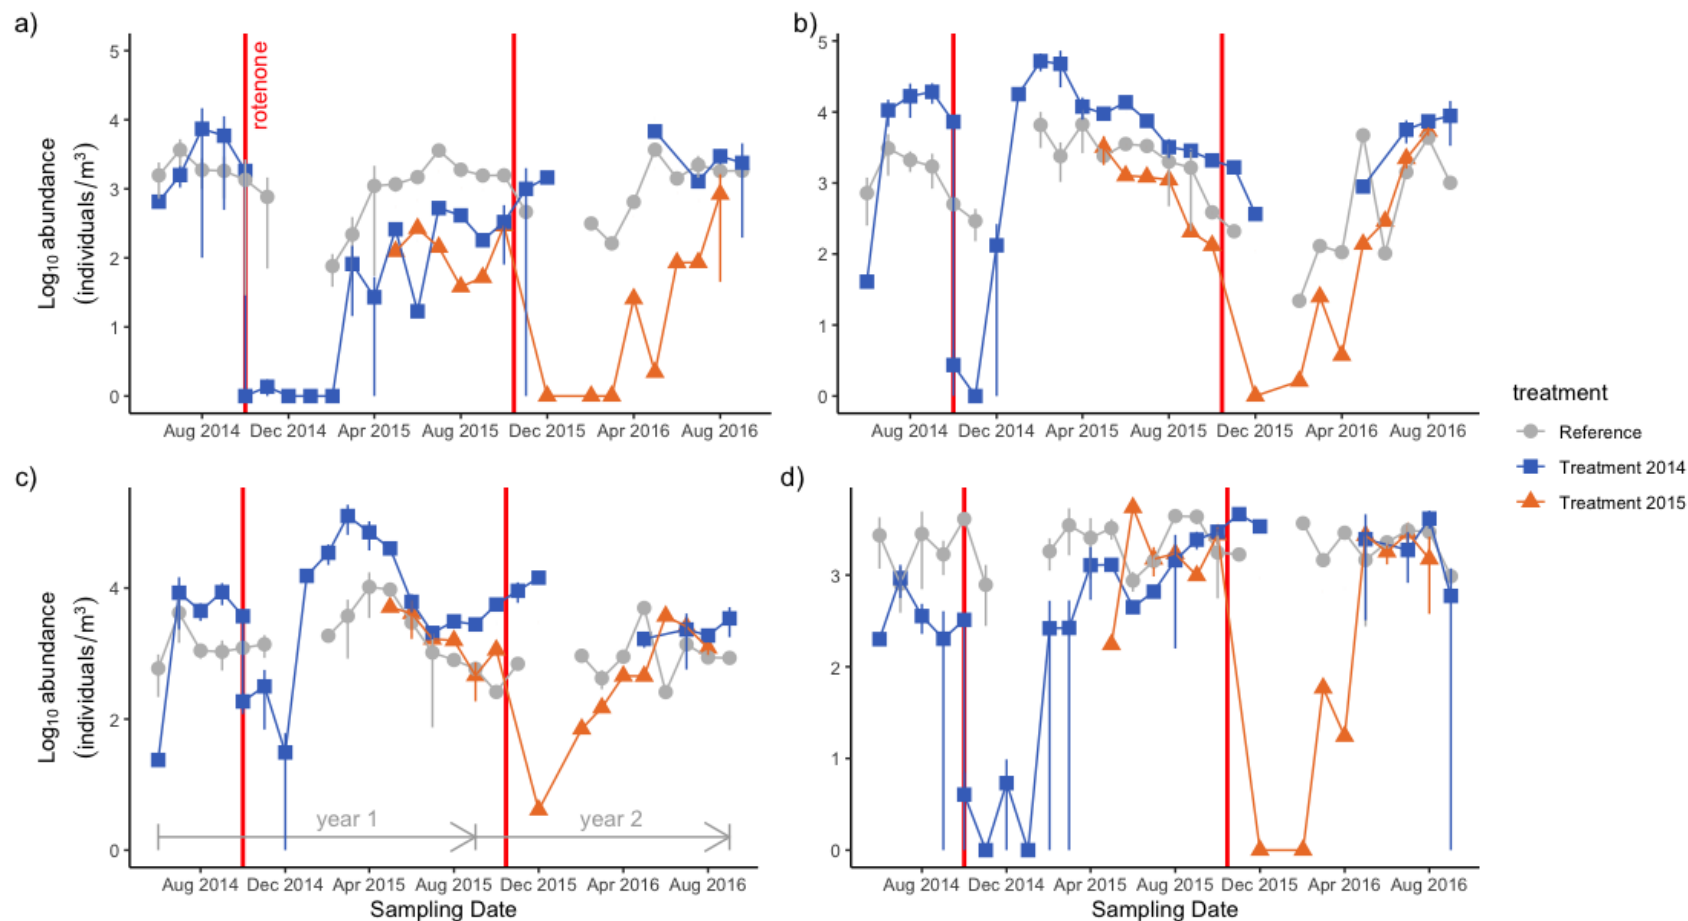 a)
b)
5
4
3
2
1
0
rotenone
Log10 abundance
(individuals/m3)
Aug 2014 Dec 2014 Apr 2015 Aug 2015 Dec 2015 Apr 2016 Aug 2016
5
4
3
2
1
0
Aug 2014 Dec 2014 Apr 2015 Aug 2015 Dec 2015 Apr 2016 Aug 2016
treatment
Reference
Treatment 2014
Treatment 2015
c)
d)
4
2
0
Log10 abundance
(individuals/m3)
year 1
year 2
Aug 2014 Dec 2014 Apr 2015 Aug 2015 Dec 2015 Apr 2016 Aug 2016
Sampling Date
3
2
1
0
Aug 2014 Dec 2014 Apr 2015 Aug 2015 Dec 2015 Apr 2016 Aug 2016
Sampling Date